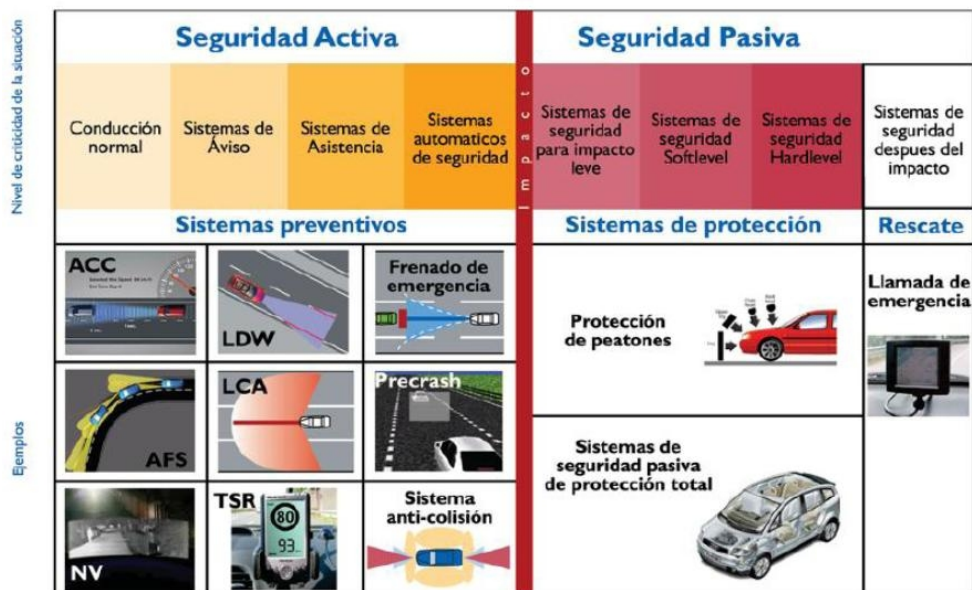 Nivel de criticidad de la situación
Seguridad Activa
Seguridad Pasiva
Conducción
normal
Sistemas de
Aviso
Sistemas de
Asistencia
Sistemas
automaticos
de seguridad
Impacto
Sistemas de
seguridad
para impacto
leve
Sistemas de
seguridad
Softlevel
Sistemas de
seguridad
Hardlevel
Sistemas de
seguridad
despues del
impacto
Sistemas preventivos
Sistemas de protección
Rescate
Ejemplos
ACC
LDW
Frenado de
emergencia
AFS
LCA
Precrash
NV
TSR
80
93
Sistema
anti-colisión
Protección
de peatones
Sistemas de
seguridad pasiva
de protección total
Llamada de
emergencia